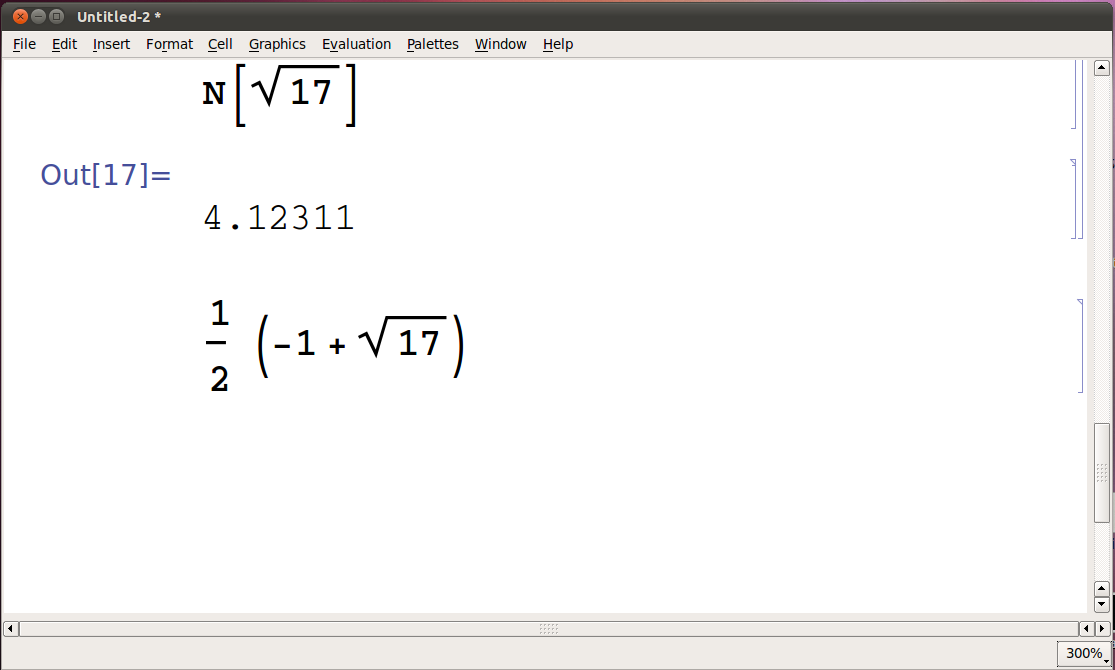 Untitled-2 *
File Edit Insert Format Cell Graphics Evaluation Palettes Window Help
N[√17]
Out[17]=
4.12311
1/2 (-1 + √17)
300%